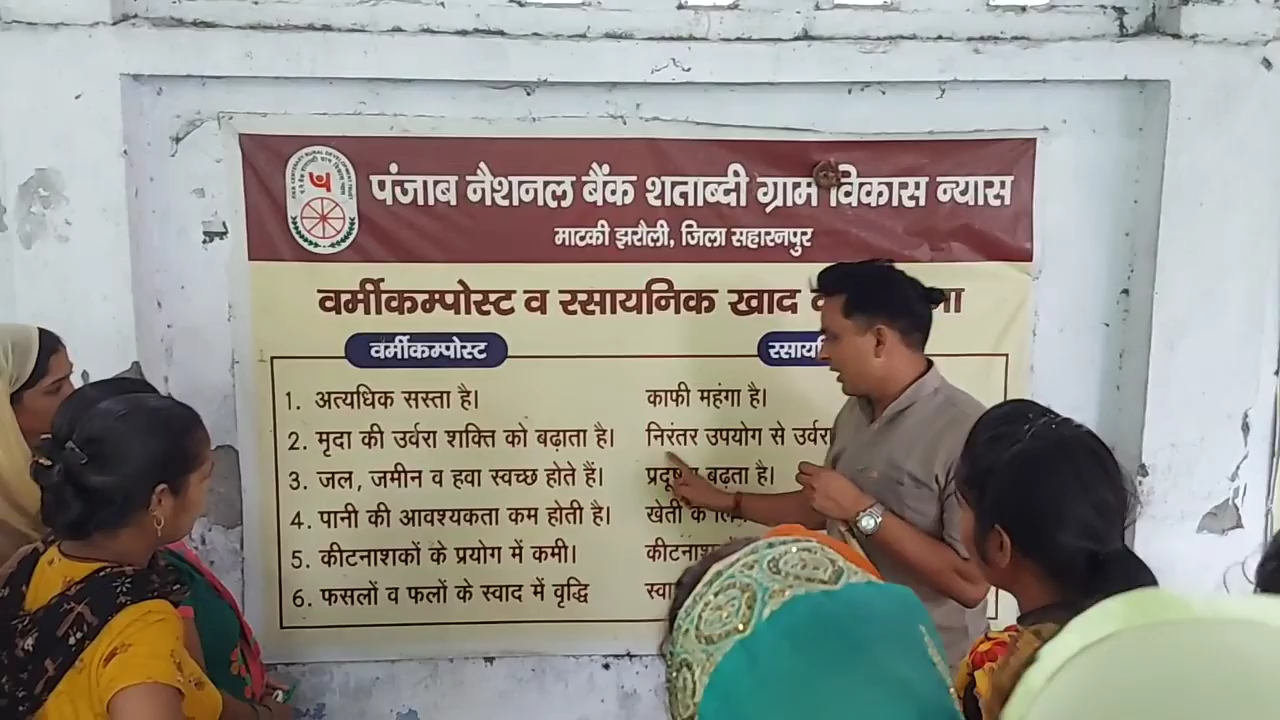 पंजाब नैशनल बैंक शताब्दी ग्राम विकास न्यास
माटकी झरौली, जिला सहारनपुर
वर्मीकम्पोस्ट व रसायनिक खाद
वर्मीकम्पोस्ट
1. अत्यधिक सस्ता है। काफी महंगा है।
2. मृदा की उर्वरा शक्ति को बढ़ाता है। निरंतर उपयोग से
3. जल, जमीन व हवा स्वच्छ होते हैं। बढ़ता है।
4. पानी की आवश्यकता कम होती है। खेती के
5. कीटनाशकों के प्रयोग में कमी।
6. फसलों व फलों के स्वाद में वृद्धि